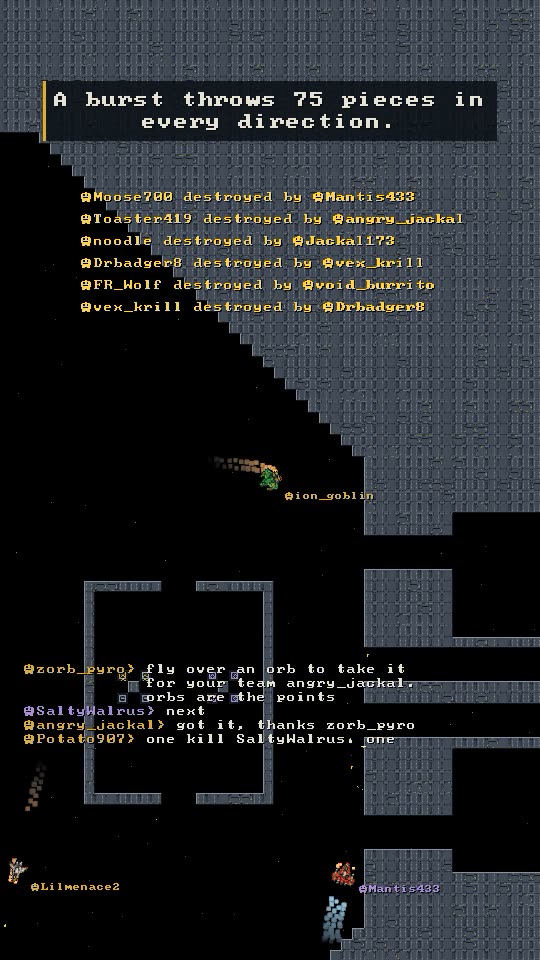 A burst throws 75 pieces in
every direction.
@Moose700 destroyed by @Mantis433
@Toaster419 destroyed by @angry_jackal
@noodle destroyed by @Jackal173
@Drbadger8 destroyed by @vex_krill
@FR_Wolf destroyed by @void_burrito
@vex_krill destroyed by @Drbadger8
@ion_goblin
@zorb_pyro> fly over an orb to take it
for your team angry_jackal.
orbs are the points
@SaltyWalrus> next
@angry_jackal> got it, thanks zorb_pyro
@Potato907> one kill SaltyWalrus. one
@Lilmenace2
@Mantis433